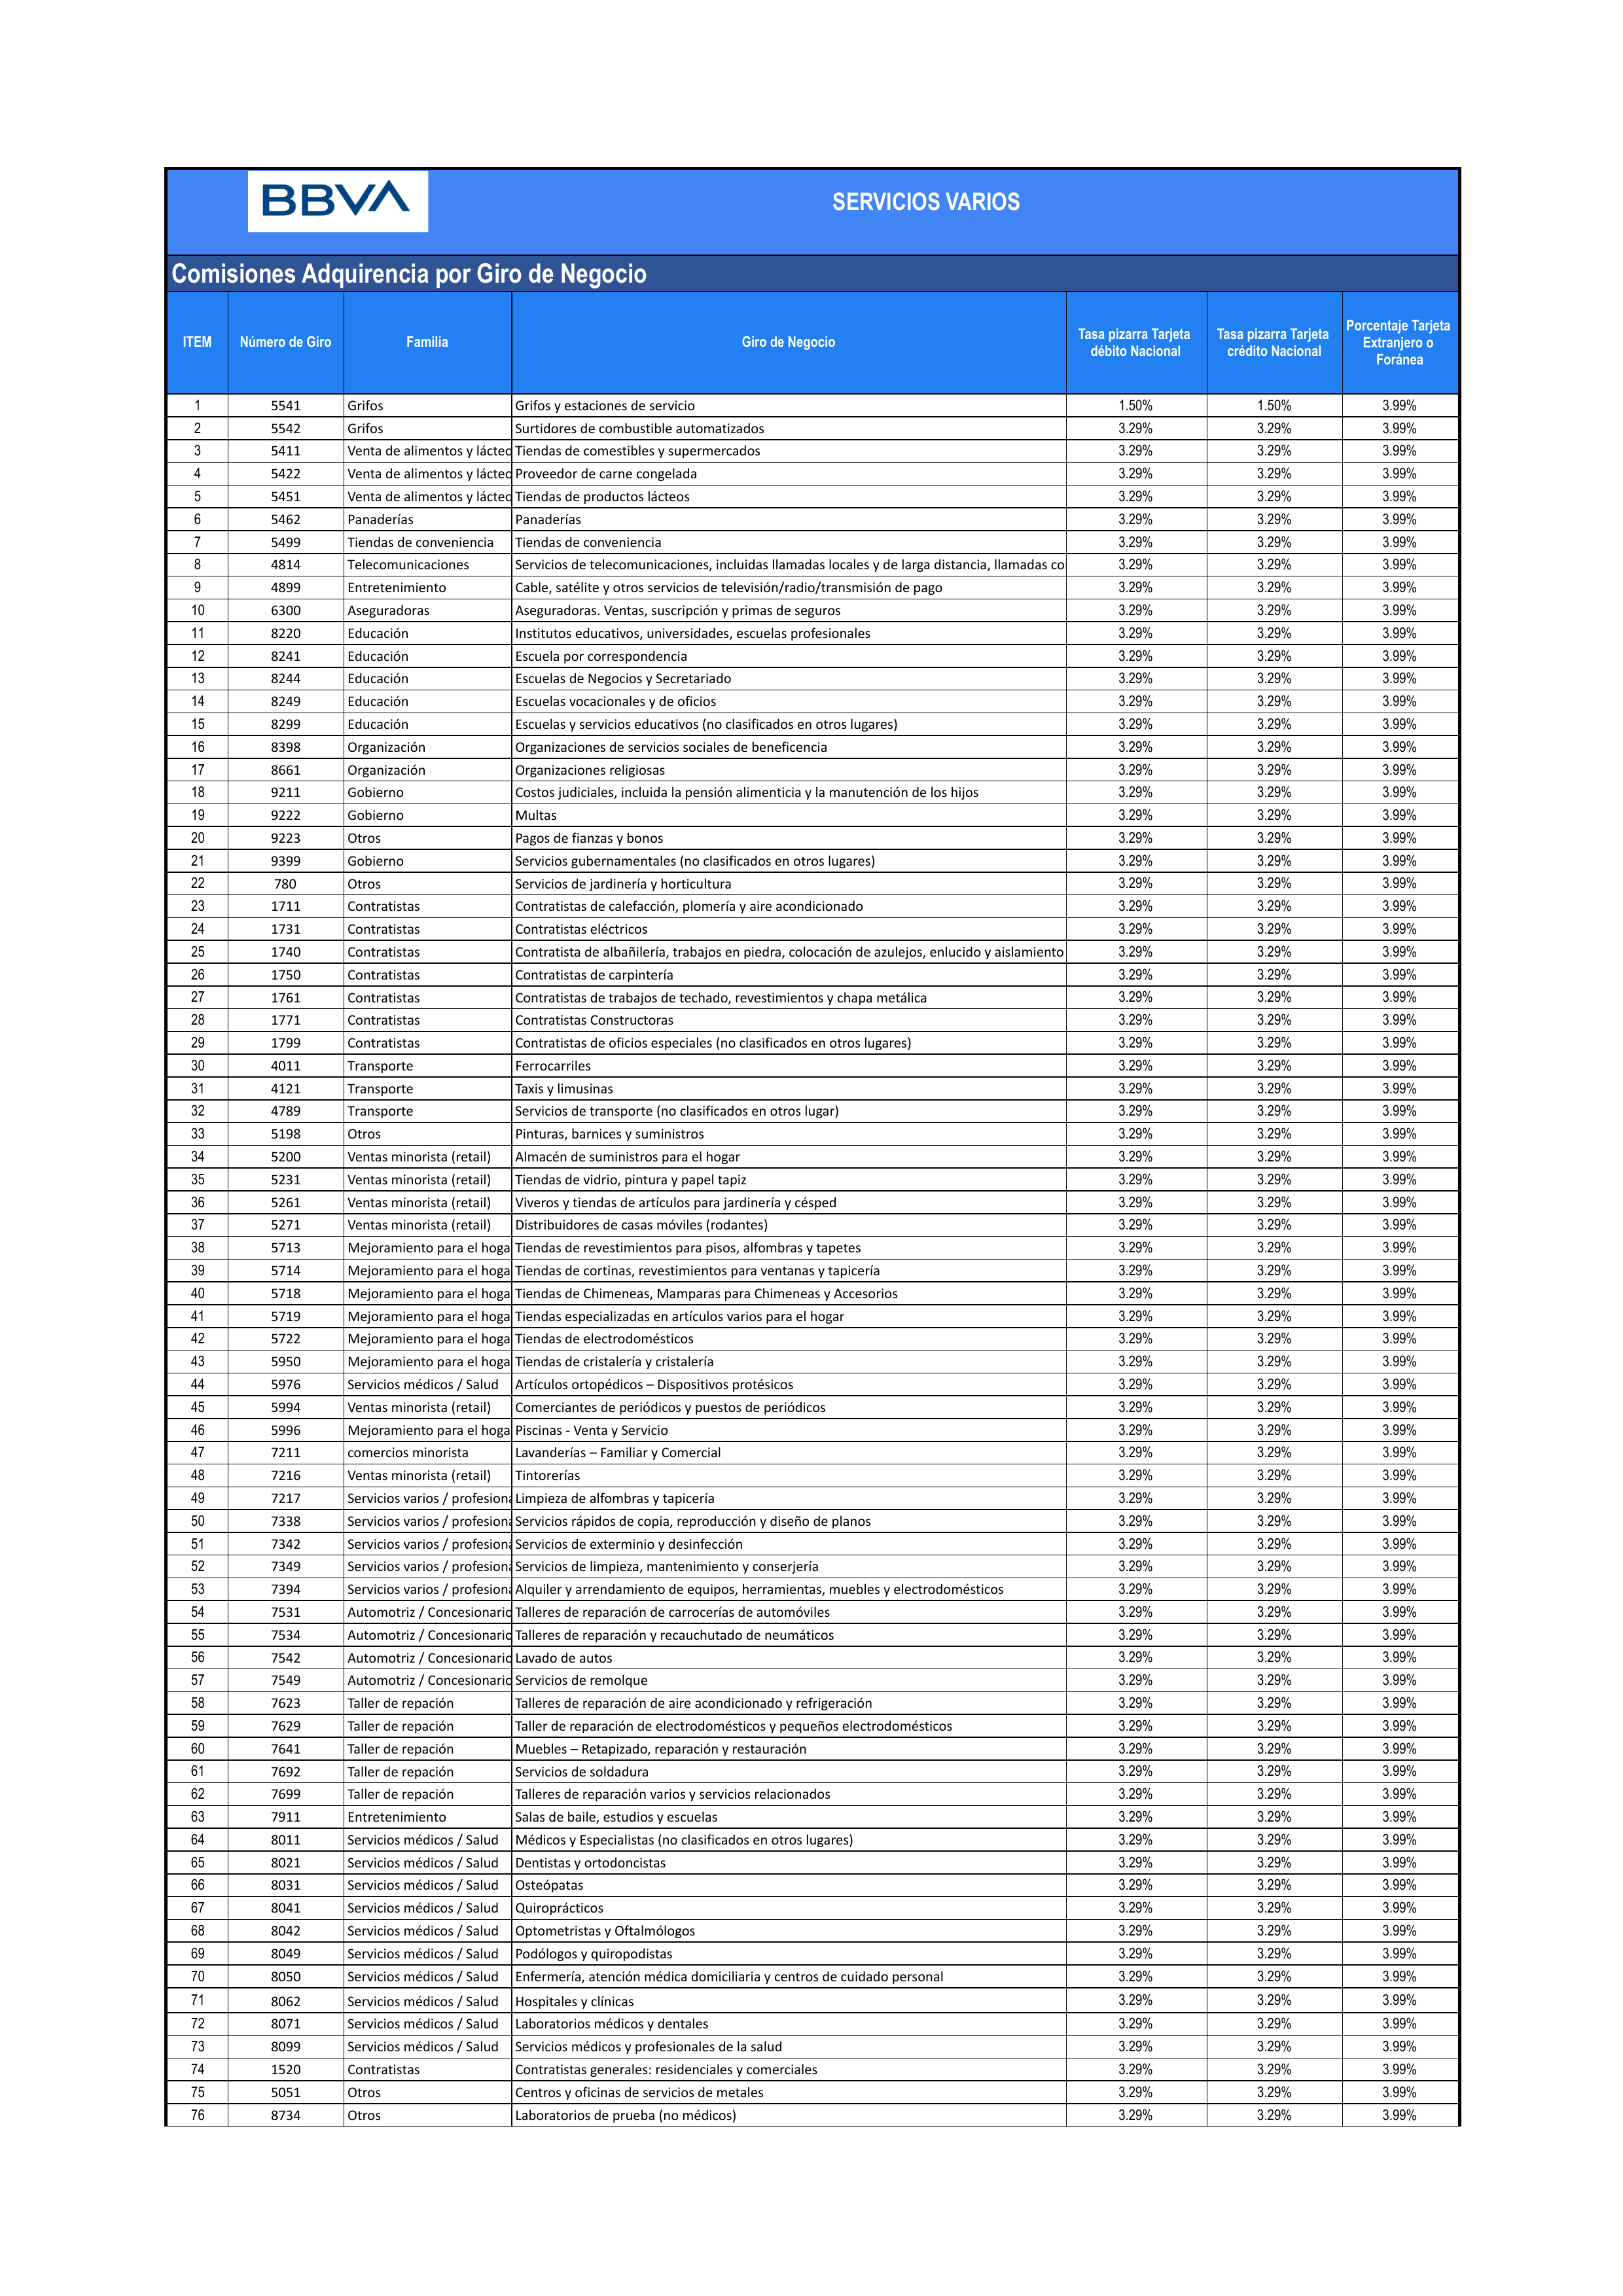 BBVA
SERVICIOS VARIOS
Comisiones Adquirencia por Giro de Negocio
ITEM Número de Giro Familia Giro de Negocio Tasa pizarra Tarjeta débito Nacional Tasa pizarra Tarjeta crédito Nacional Porcentaje Tarjeta Extranjero o Foránea
1 5541 Grifos Grifos y estaciones de servicio 1.50% 1.50% 3.99%
2 5542 Grifos Surtidores de combustible automatizados 3.29% 3.29% 3.99%
3 5411 Venta de alimentos y lácteo Tiendas de comestibles y supermercados 3.29% 3.29% 3.99%
4 5422 Venta de alimentos y lácteo Proveedor de carne congelada 3.29% 3.29% 3.99%
5 5451 Venta de alimentos y lácteo Tiendas de productos lácteos 3.29% 3.29% 3.99%
6 5462 Panaderías Panaderías 3.29% 3.29% 3.99%
7 5499 Tiendas de conveniencia Tiendas de conveniencia 3.29% 3.29% 3.99%
8 4814 Telecomunicaciones Servicios de telecomunicaciones, incluidas llamadas locales y de larga distancia, llamadas co 3.29% 3.29% 3.99%
9 4899 Entretenimiento Cable, satélite y otros servicios de televisión/radio/transmisión de pago 3.29% 3.29% 3.99%
10 6300 Aseguradoras Aseguradoras. Ventas, suscripción y primas de seguros 3.29% 3.29% 3.99%
11 8220 Educación Institutos educativos, universidades, escuelas profesionales 3.29% 3.29% 3.99%
12 8241 Educación Escuela por correspondencia 3.29% 3.29% 3.99%
13 8244 Educación Escuelas de Negocios y Secretariado 3.29% 3.29% 3.99%
14 8249 Educación Escuelas vocacionales y de oficios 3.29% 3.29% 3.99%
15 8299 Educación Escuelas y servicios educativos (no clasificados en otros lugares) 3.29% 3.29% 3.99%
16 8398 Organización Organizaciones de servicios sociales de beneficencia 3.29% 3.29% 3.99%
17 8661 Organización Organizaciones religiosas 3.29% 3.29% 3.99%
18 9211 Gobierno Costos judiciales, incluida la pensión alimenticia y la manutención de los hijos 3.29% 3.29% 3.99%
19 9222 Gobierno Multas 3.29% 3.29% 3.99%
20 9223 Otros Pagos de fianzas y bonos 3.29% 3.29% 3.99%
21 9399 Gobierno Servicios gubernamentales (no clasificados en otros lugares) 3.29% 3.29% 3.99%
22 780 Otros Servicios de jardinería y horticultura 3.29% 3.29% 3.99%
23 1711 Contratistas Contratistas de calefacción, plomería y aire acondicionado 3.29% 3.29% 3.99%
24 1731 Contratistas Contratistas eléctricos 3.29% 3.29% 3.99%
25 1740 Contratistas Contratista de albañilería, trabajos en piedra, colocación de azulejos, enlucido y aislamiento 3.29% 3.29% 3.99%
26 1750 Contratistas Contratistas de carpintería 3.29% 3.29% 3.99%
27 1761 Contratistas Contratistas de trabajos de techado, revestimientos y chapa metálica 3.29% 3.29% 3.99%
28 1771 Contratistas Contratistas Constructoras 3.29% 3.29% 3.99%
29 1799 Contratistas Contratistas de oficios especiales (no clasificados en otros lugares) 3.29% 3.29% 3.99%
30 4011 Transporte Ferrocarriles 3.29% 3.29% 3.99%
31 4121 Transporte Taxis y limusinas 3.29% 3.29% 3.99%
32 4789 Transporte Servicios de transporte (no clasificados en otros lugar) 3.29% 3.29% 3.99%
33 5198 Otros Pinturas, barnices y suministros 3.29% 3.29% 3.99%
34 5200 Ventas minorista (retail) Almacén de suministros para el hogar 3.29% 3.29% 3.99%
35 5231 Ventas minorista (retail) Tiendas de vidrio, pintura y papel tapiz 3.29% 3.29% 3.99%
36 5261 Ventas minorista (retail) Viveros y tiendas de artículos para jardinería y césped 3.29% 3.29% 3.99%
37 5271 Ventas minorista (retail) Distribuidores de casas móviles (rodantes) 3.29% 3.29% 3.99%
38 5713 Mejoramiento para el hoga Tiendas de revestimientos para pisos, alfombras y tapetes 3.29% 3.29% 3.99%
39 5714 Mejoramiento para el hoga Tiendas de cortinas, revestimientos para ventanas y tapicería 3.29% 3.29% 3.99%
40 5718 Mejoramiento para el hoga Tiendas de Chimeneas, Mamparas para Chimeneas y Accesorios 3.29% 3.29% 3.99%
41 5719 Mejoramiento para el hoga Tiendas especializadas en artículos varios para el hogar 3.29% 3.29% 3.99%
42 5722 Mejoramiento para el hoga Tiendas de electrodomésticos 3.29% 3.29% 3.99%
43 5950 Mejoramiento para el hoga Tiendas de cristalería y cristalería 3.29% 3.29% 3.99%
44 5976 Servicios médicos / Salud Artículos ortopédicos – Dispositivos protésicos 3.29% 3.29% 3.99%
45 5994 Ventas minorista (retail) Comerciantes de periódicos y puestos de periódicos 3.29% 3.29% 3.99%
46 5996 Mejoramiento para el hoga Piscinas - Venta y Servicio 3.29% 3.29% 3.99%
47 7211 comercios minorista Lavanderías – Familiar y Comercial 3.29% 3.29% 3.99%
48 7216 Ventas minorista (retail) Tintorerías 3.29% 3.29% 3.99%
49 7217 Servicios varios / profesiona Limpieza de alfombras y tapicería 3.29% 3.29% 3.99%
50 7338 Servicios varios / profesiona Servicios rápidos de copia, reproducción y diseño de planos 3.29% 3.29% 3.99%
51 7342 Servicios varios / profesiona Servicios de exterminio y desinfección 3.29% 3.29% 3.99%
52 7349 Servicios varios / profesiona Servicios de limpieza, mantenimiento y conserjería 3.29% 3.29% 3.99%
53 7394 Servicios varios / profesiona Alquiler y arrendamiento de equipos, herramientas, muebles y electrodomésticos 3.29% 3.29% 3.99%
54 7531 Automotriz / Concesionario Talleres de reparación de carrocerías de automóviles 3.29% 3.29% 3.99%
55 7534 Automotriz / Concesionario Talleres de reparación y recauchutado de neumáticos 3.29% 3.29% 3.99%
56 7542 Automotriz / Concesionario Lavado de autos 3.29% 3.29% 3.99%
57 7549 Automotriz / Concesionario Servicios de remolque 3.29% 3.29% 3.99%
58 7623 Taller de repación Talleres de reparación de aire acondicionado y refrigeración 3.29% 3.29% 3.99%
59 7629 Taller de repación Taller de reparación de electrodomésticos y pequeños electrodomésticos 3.29% 3.29% 3.99%
60 7641 Taller de repación Muebles – Retapizado, reparación y restauración 3.29% 3.29% 3.99%
61 7692 Taller de repación Servicios de soldadura 3.29% 3.29% 3.99%
62 7699 Taller de repación Talleres de reparación varios y servicios relacionados 3.29% 3.29% 3.99%
63 7911 Entretenimiento Salas de baile, estudios y escuelas 3.29% 3.29% 3.99%
64 8011 Servicios médicos / Salud Médicos y Especialistas (no clasificados en otros lugares) 3.29% 3.29% 3.99%
65 8021 Servicios médicos / Salud Dentistas y ortodoncistas 3.29% 3.29% 3.99%
66 8031 Servicios médicos / Salud Osteópatas 3.29% 3.29% 3.99%
67 8041 Servicios médicos / Salud Quiroprácticos 3.29% 3.29% 3.99%
68 8042 Servicios médicos / Salud Optometristas y Oftalmólogos 3.29% 3.29% 3.99%
69 8049 Servicios médicos / Salud Podólogos y quiropodistas 3.29% 3.29% 3.99%
70 8050 Servicios médicos / Salud Enfermería, atención médica domiciliaria y centros de cuidado personal 3.29% 3.29% 3.99%
71 8062 Servicios médicos / Salud Hospitales y clínicas 3.29% 3.29% 3.99%
72 8071 Servicios médicos / Salud Laboratorios médicos y dentales 3.29% 3.29% 3.99%
73 8099 Servicios médicos / Salud Servicios médicos y profesionales de la salud 3.29% 3.29% 3.99%
74 1520 Contratistas Contratistas generales: residenciales y comerciales 3.29% 3.29% 3.99%
75 5051 Otros Centros y oficinas de servicios de metales 3.29% 3.29% 3.99%
76 8734 Otros Laboratorios de prueba (no médicos) 3.29% 3.29% 3.99%